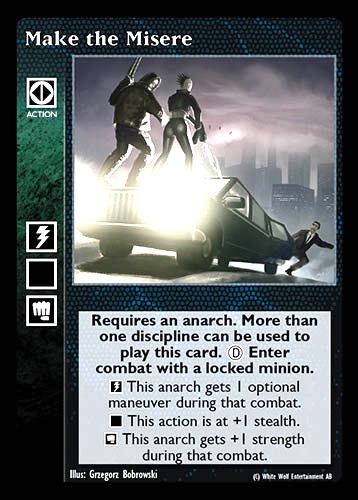 Make the Misere
ACTION
Requires an anarch. More than
one discipline can be used to
play this card. Ⓓ Enter
combat with a locked minion.
This anarch gets 1 optional
maneuver during that combat.
This action is at +1 stealth.
This anarch gets +1 strength
during that combat.
Illus: Grzegorz Bobrowski
(C) White Wolf Entertainment AB